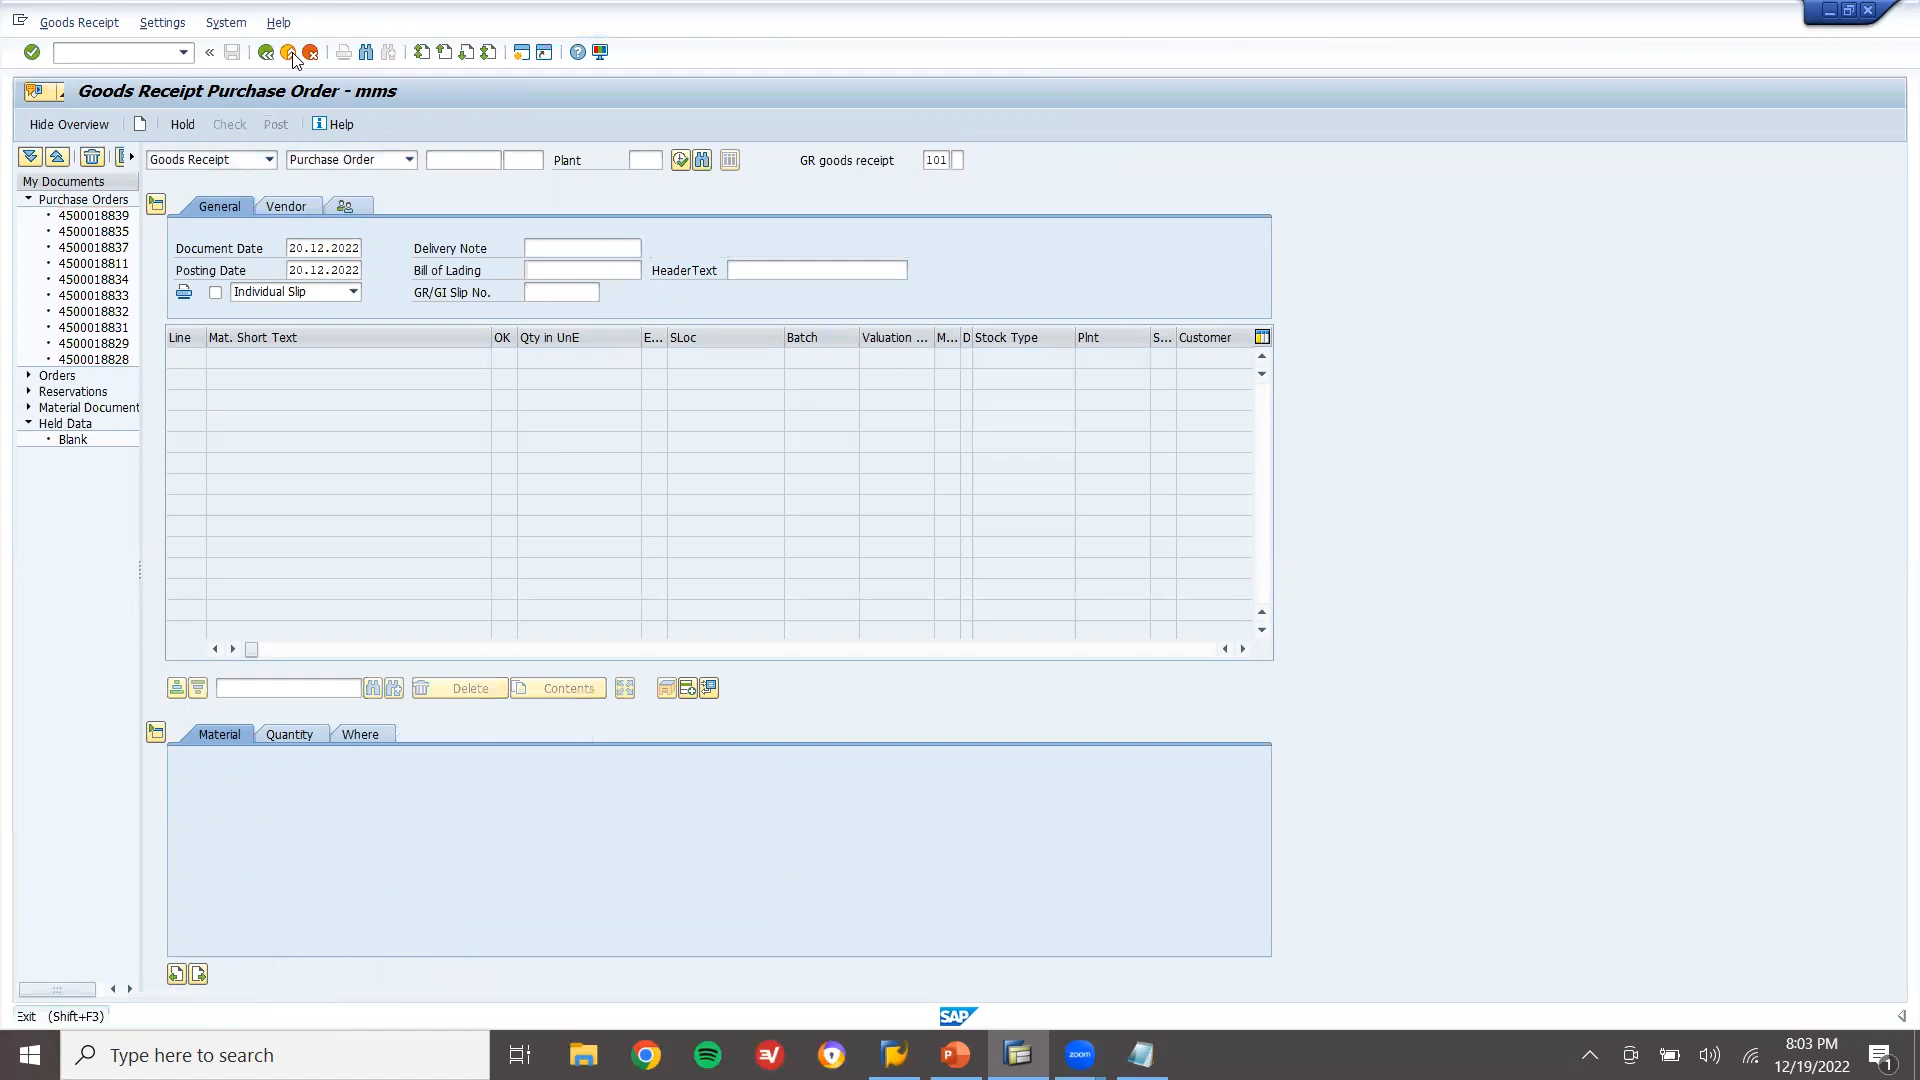 Goods Receipt Settings System Help
«
Goods Receipt Purchase Order - mms
Hide Overview Hold Check Post Help
Goods Receipt Purchase Order Plant GR goods receipt 101
My Documents
Purchase Orders
4500018839
4500018835
4500018837
4500018811
4500018834
4500018833
4500018832
4500018831
4500018829
4500018828
Orders
Reservations
Material Document
Held Data
Blank
General Vendor
Document Date 20.12.2022 Delivery Note
Posting Date 20.12.2022 Bill of Lading HeaderText
Individual Slip GR/GI Slip No.
Line Mat. Short Text OK Qty in UnE E... SLoc Batch Valuation ... M... D Stock Type Plnt S... Customer
Delete Contents
Material Quantity Where
Exit (Shift+F3)
SAP
Type here to search
zoom
8:03 PM
12/19/2022
1